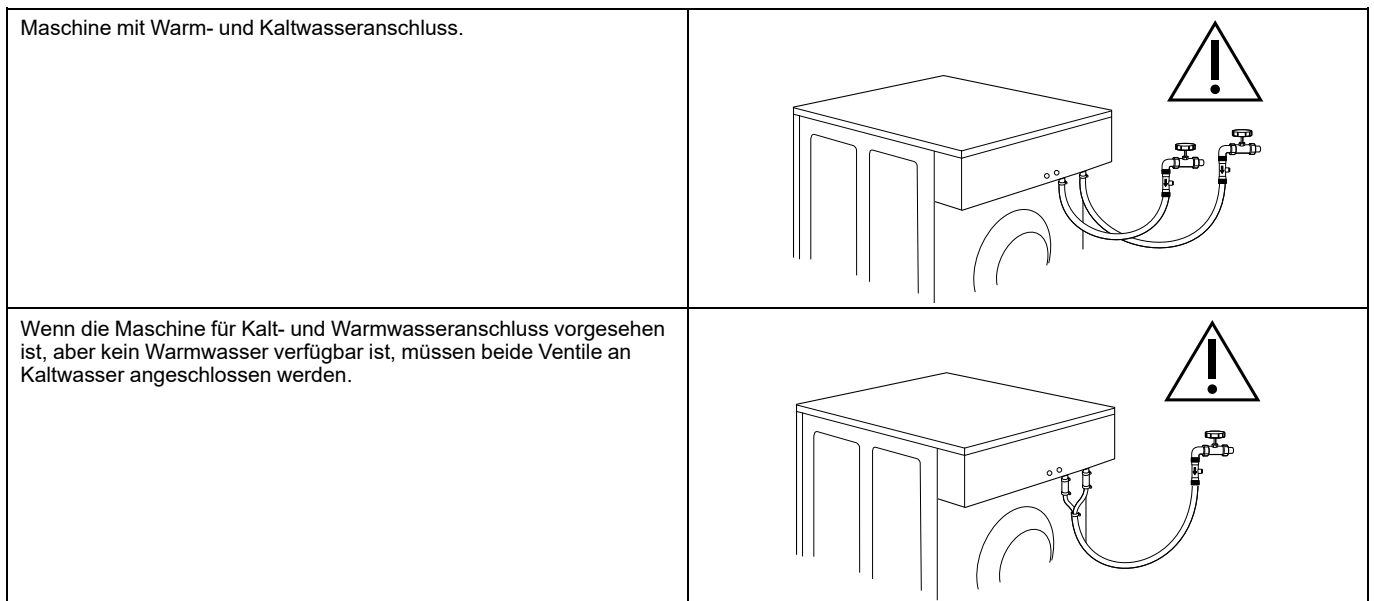 Maschine mit Warm- und Kaltwasseranschluss.
Wenn die Maschine für Kalt- und Warmwasseranschluss vorgesehen
ist, aber kein Warmwasser verfügbar ist, müssen beide Ventile an
Kaltwasser angeschlossen werden.